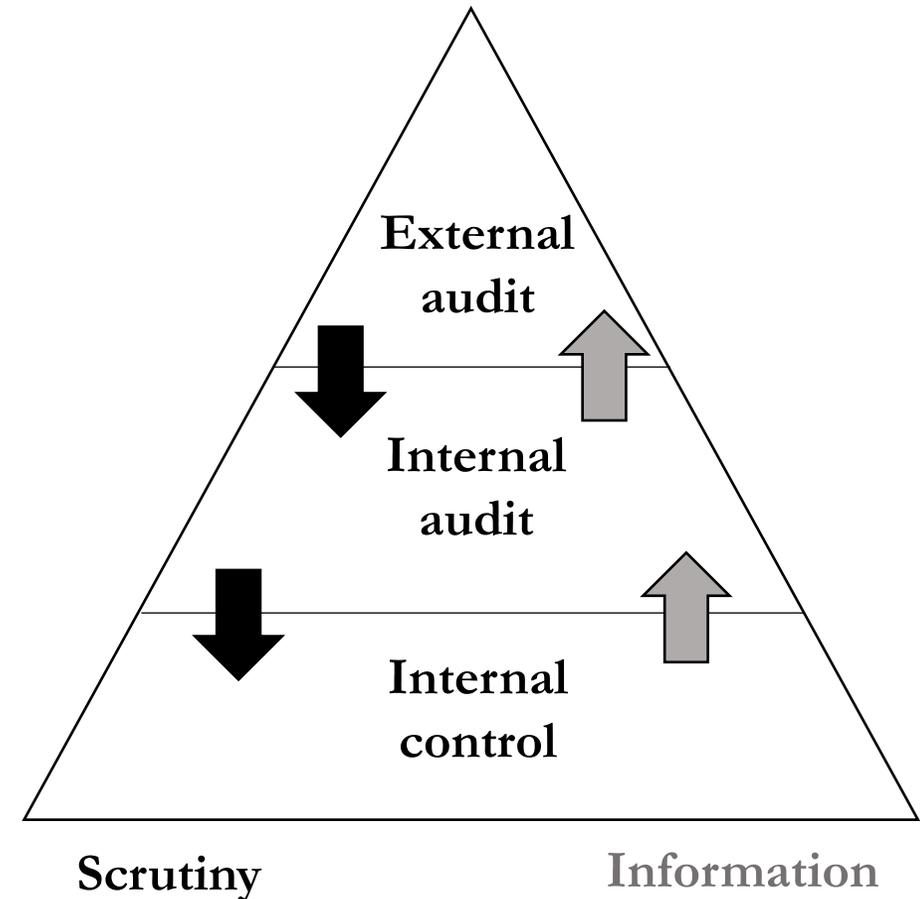 External
audit
Internal
audit
Internal
control
Scrutiny
Information